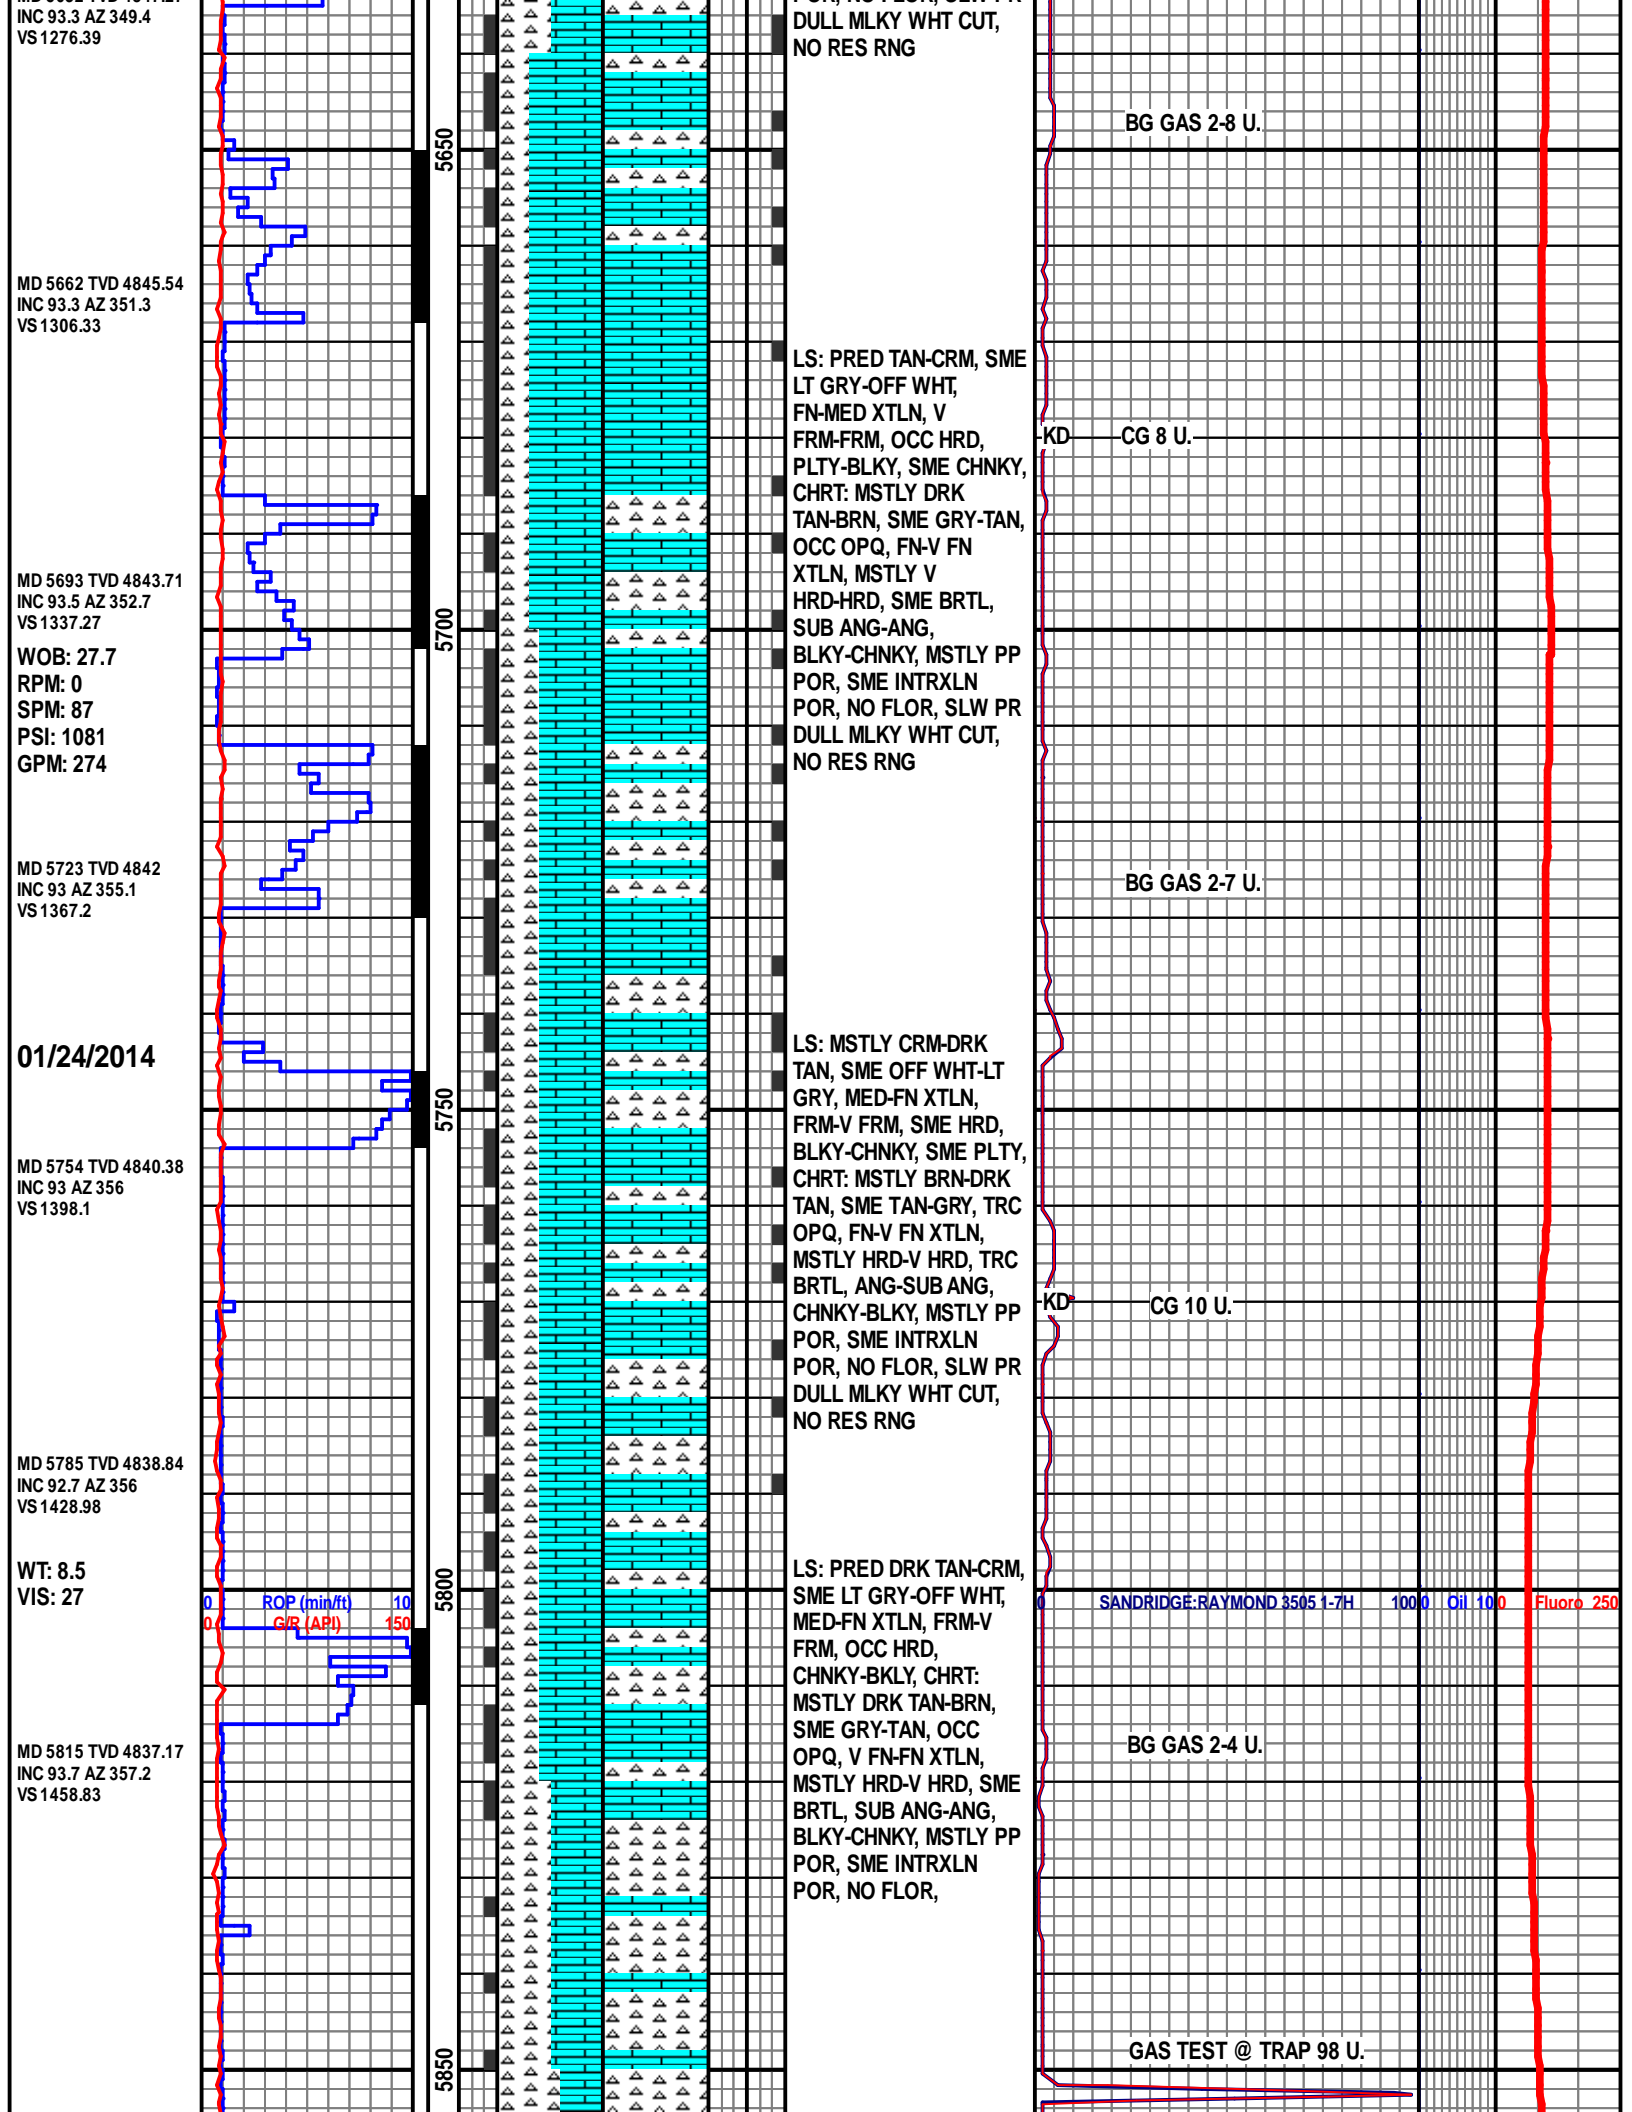 INC 93.3 AZ 349.4
VS 1276.39
DULL MLKY WHT CUT,
NO RES RNG
BG GAS 2-8 U.
5650
MD 5662 TVD 4845.54
INC 93.3 AZ 351.3
VS 1306.33
LS: PRED TAN-CRM, SME
LT GRY-OFF WHT,
FN-MED XTLN, V
FRM-FRM, OCC HRD,
PLTY-BLKY, SME CHNKY,
CHRT: MSTLY DRK
TAN-BRN, SME GRY-TAN,
OCC OPQ, FN-V FN
XTLN, MSTLY V
HRD-HRD, SME BRTL,
SUB ANG-ANG,
BLKY-CHNKY, MSTLY PP
POR, SME INTRXLN
POR, NO FLOR, SLW PR
DULL MLKY WHT CUT,
NO RES RNG
KD CG 8 U.
MD 5693 TVD 4843.71
INC 93.5 AZ 352.7
VS 1337.27
5700
WOB: 27.7
RPM: 0
SPM: 87
PSI: 1081
GPM: 274
MD 5723 TVD 4842
INC 93 AZ 355.1
VS 1367.2
BG GAS 2-7 U.
01/24/2014
LS: MSTLY CRM-DRK
TAN, SME OFF WHT-LT
GRY, MED-FN XTLN,
FRM-V FRM, SME HRD,
BLKY-CHNKY, SME PLTY,
CHRT: MSTLY BRN-DRK
TAN, SME TAN-GRY, TRC
OPQ, FN-V FN XTLN,
MSTLY HRD-V HRD, TRC
BRTL, ANG-SUB ANG,
CHNKY-BLKY, MSTLY PP
POR, SME INTRXLN
POR, NO FLOR, SLW PR
DULL MLKY WHT CUT,
NO RES RNG
5750
MD 5754 TVD 4840.38
INC 93 AZ 356
VS 1398.1
KD CG 10 U.
MD 5785 TVD 4838.84
INC 92.7 AZ 356
VS 1428.98
WT: 8.5
VIS: 27
5800
0 ROP (min/ft) 10
0 G/R (API) 150
LS: PRED DRK TAN-CRM,
SME LT GRY-OFF WHT,
MED-FN XTLN, FRM-V
FRM, OCC HRD,
CHNKY-BKLY, CHRT:
MSTLY DRK TAN-BRN,
SME GRY-TAN, OCC
OPQ, V FN-FN XTLN,
MSTLY HRD-V HRD, SME
BRTL, SUB ANG-ANG,
BLKY-CHNKY, MSTLY PP
POR, SME INTRXLN
POR, NO FLOR,
0 SANDRIDGE:RAYMOND 3505 1-7H 100 0 Oil 10 0 Fluoro 250
MD 5815 TVD 4837.17
INC 93.7 AZ 357.2
VS 1458.83
BG GAS 2-4 U.
5850
GAS TEST @ TRAP 98 U.